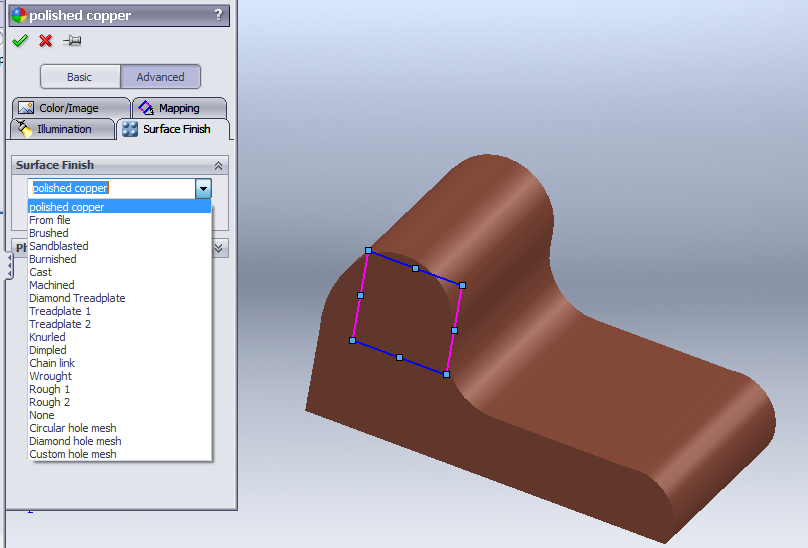 polished copper ?
Basic Advanced
Color/Image Mapping
Illumination Surface Finish
Surface Finish
polished copper
polished copper
From file
Brushed
Sandblasted
Burnished
Cast
Machined
Diamond Treadplate
Treadplate 1
Treadplate 2
Knurled
Dimpled
Chain link
Wrought
Rough 1
Rough 2
None
Circular hole mesh
Diamond hole mesh
Custom hole mesh